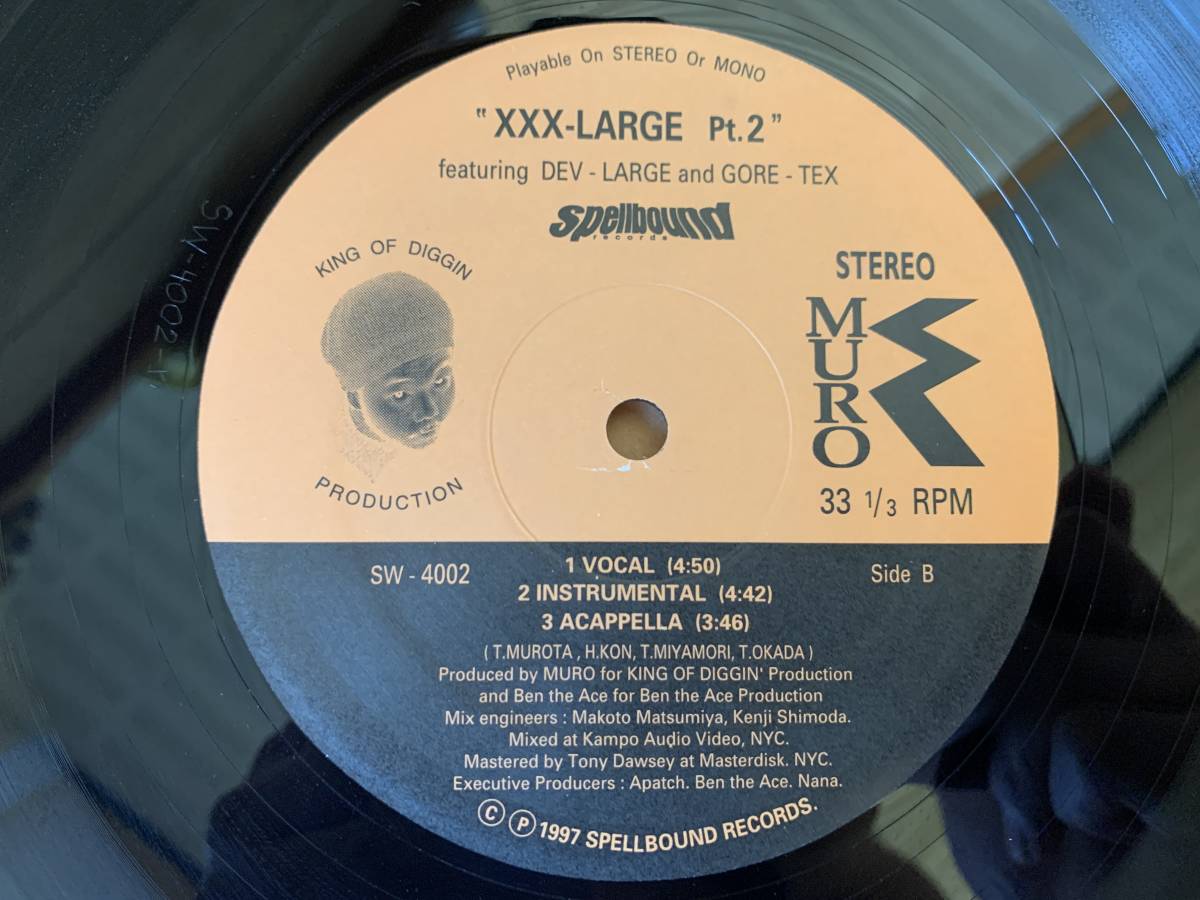 Playable On STEREO Or MONO
"XXX-LARGE Pt.2"
featuring DEV - LARGE and GORE - TEX
spellbound
records
KING OF DIGGIN
PRODUCTION
STEREO
MURO
33 1/3 RPM
SW - 4002
Side B
1 VOCAL (4:50)
2 INSTRUMENTAL (4:42)
3 ACAPPELLA (3:46)
( T.MUROTA , H.KON, T.MIYAMORI, T.OKADA )
Produced by MURO for KING OF DIGGIN' Production
and Ben the Ace for Ben the Ace Production
Mix engineers : Makoto Matsumiya, Kenji Shimoda.
Mixed at Kampo Audio Video, NYC.
Mastered by Tony Dawsey at Masterdisk. NYC.
Executive Producers : Apatch. Ben the Ace. Nana.
© ℗ 1997 SPELLBOUND RECORDS.